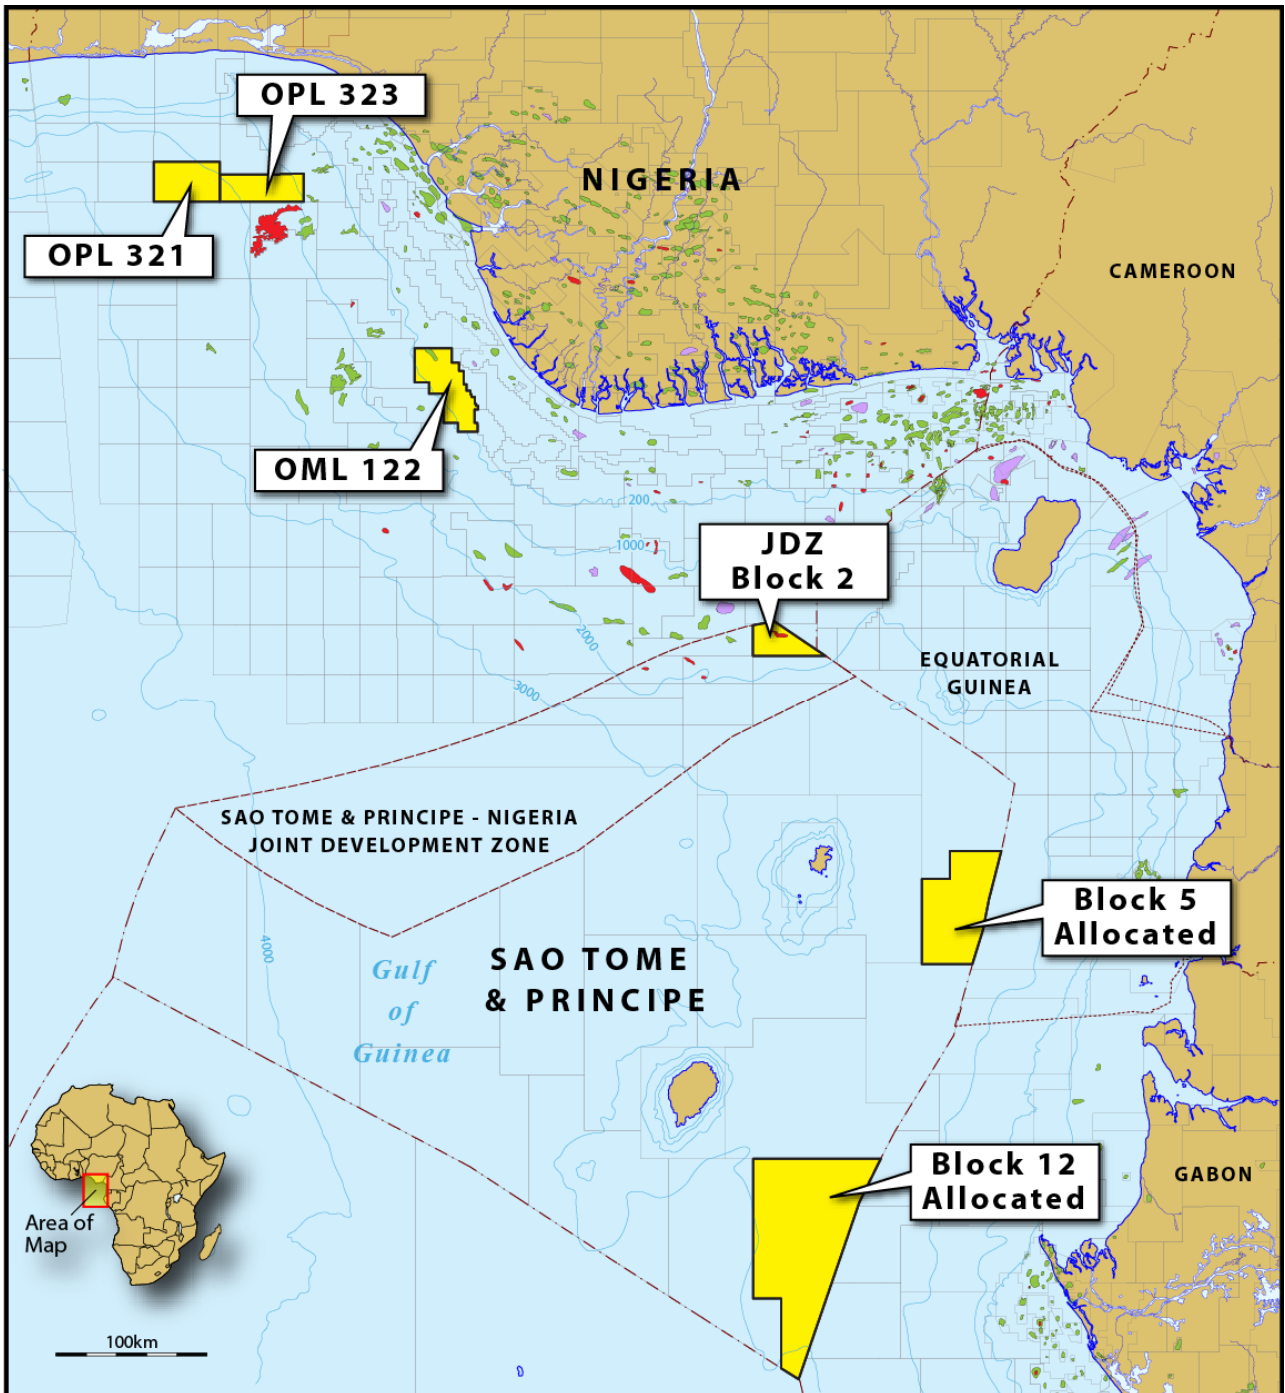 OPL 323
NIGERIA
OPL 321
CAMEROON
OML 122
200
1000
JDZ
Block 2
2000
3000
EQUATORIAL
GUINEA
SAO TOME & PRINCIPE - NIGERIA
JOINT DEVELOPMENT ZONE
Block 5
Allocated
4000
SAO TOME
& PRINCIPE
Gulf
of
Guinea
Block 12
Allocated
GABON
Area of
Map
100km